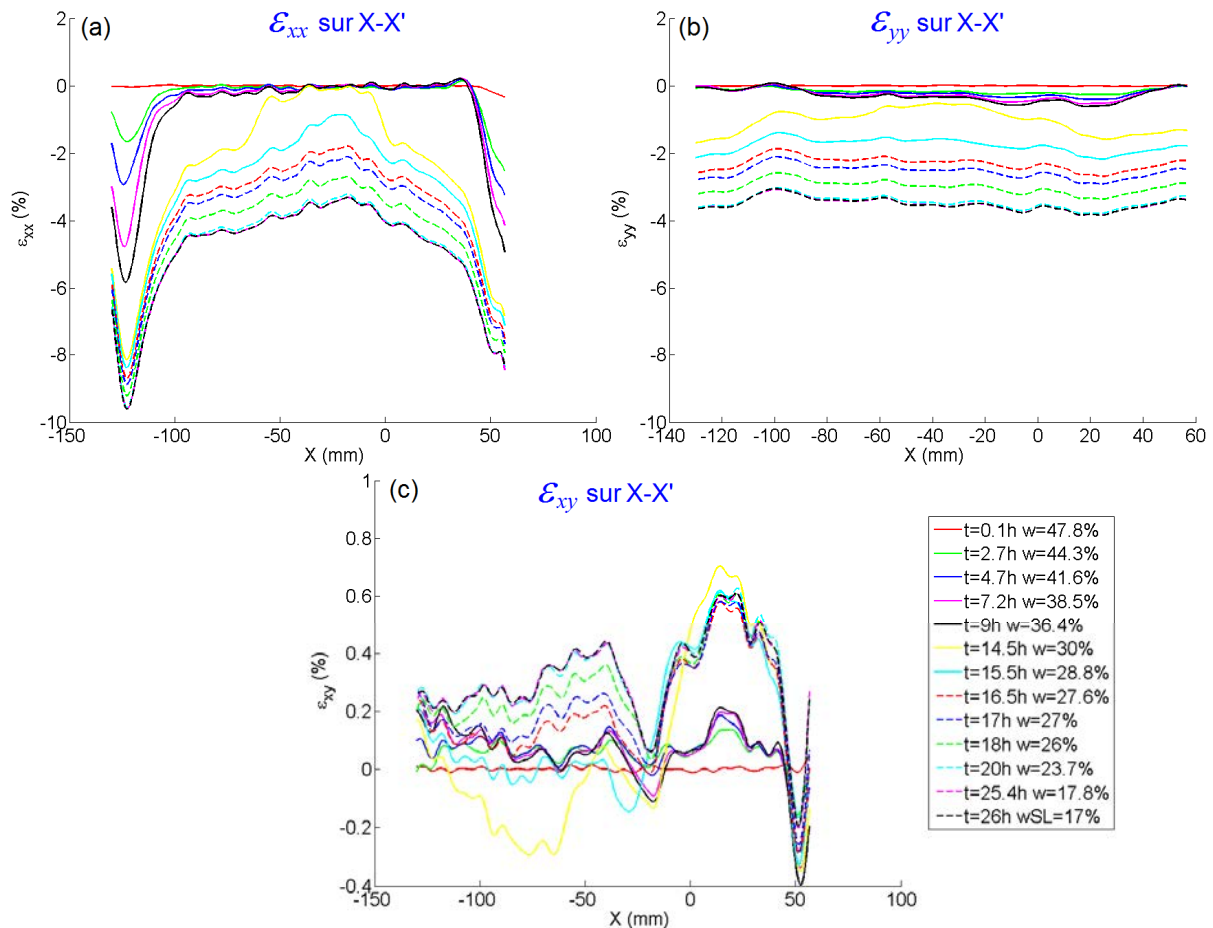 (a)
εxx sur X-X'
2
0
-2
-4
-6
-8
-10
εxx (%)
-150
-100
-50
0
50
100
X (mm)
(b)
εyy sur X-X'
2
0
-2
-4
-6
-8
-10
εyy (%)
-140
-120
-100
-80
-60
-40
-20
0
20
40
60
X (mm)
(c)
εxy sur X-X'
1
0.8
0.6
0.4
0.2
0
-0.2
-0.4
εxy (%)
-150
-100
-50
0
50
100
X (mm)
t=0.1h w=47.8%
t=2.7h w=44.3%
t=4.7h w=41.6%
t=7.2h w=38.5%
t=9h w=36.4%
t=14.5h w=30%
t=15.5h w=28.8%
t=16.5h w=27.6%
t=17h w=27%
t=18h w=26%
t=20h w=23.7%
t=25.4h w=17.8%
t=26h wSL=17%